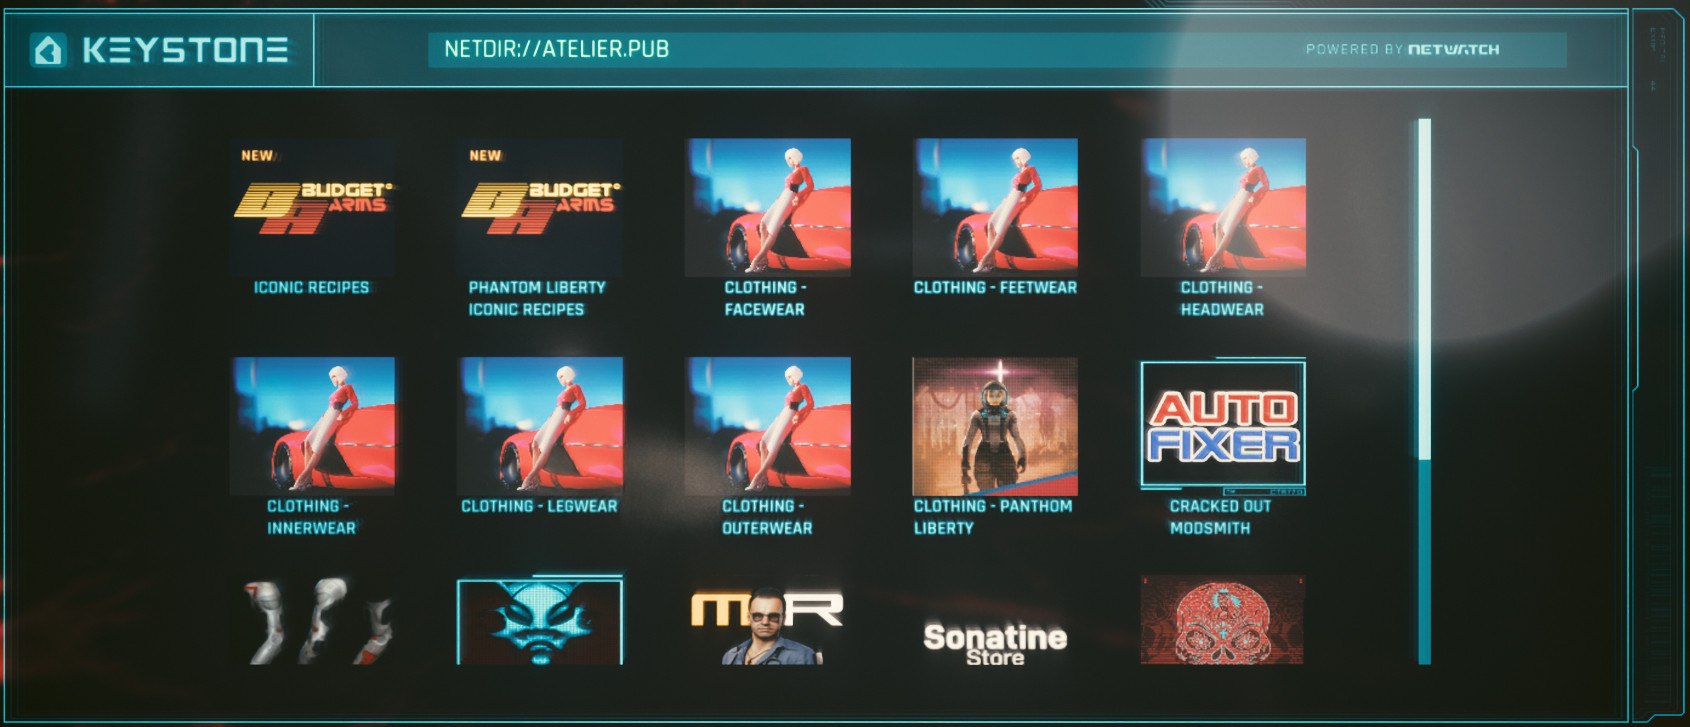 KEYSTONE
NETDIR://ATELIER.PUB
POWERED BY NETWATCH
NEW
BUDGET
ARMS
ICONIC RECIPES
NEW
BUDGET
ARMS
PHANTOM LIBERTY
ICONIC RECIPES
CLOTHING -
FACEWEAR
CLOTHING - FEETWEAR
CLOTHING -
HEADWEAR
CLOTHING -
INNERWEAR
CLOTHING - LEGWEAR
CLOTHING -
OUTERWEAR
CLOTHING - PANTHOM
LIBERTY
AUTO
FIXER
CRACKED OUT
MODSMITH
Sonatine
Store